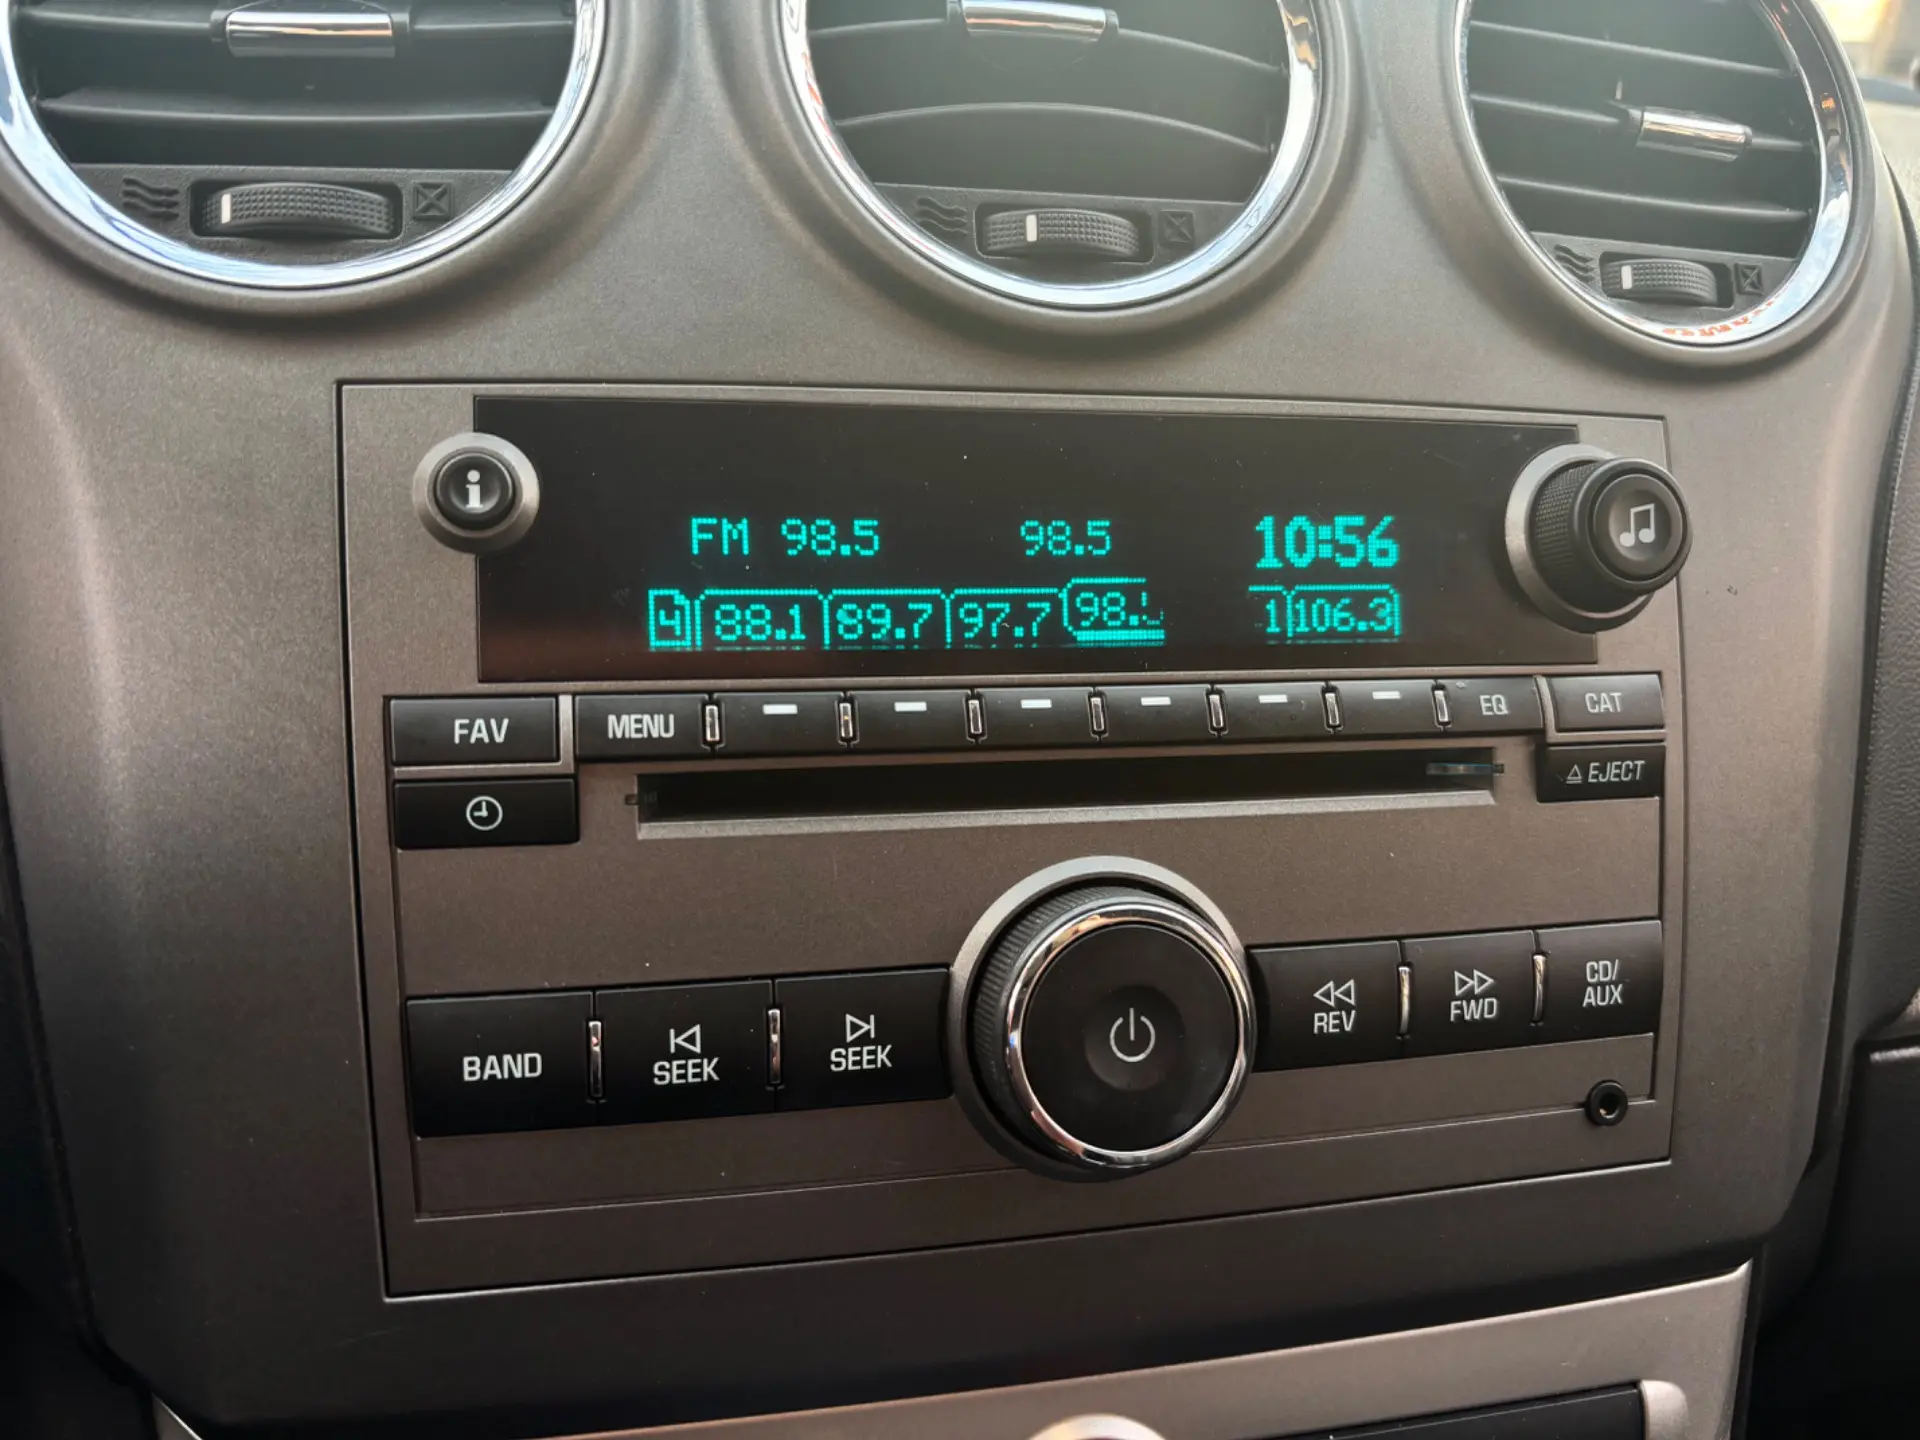 i
FM 98.5 98.5 10:56
4 88.1 89.7 97.7 98. 1 106.3
FAV MENU EQ CAT
EJECT
BAND SEEK SEEK REV FWD CD/
AUX